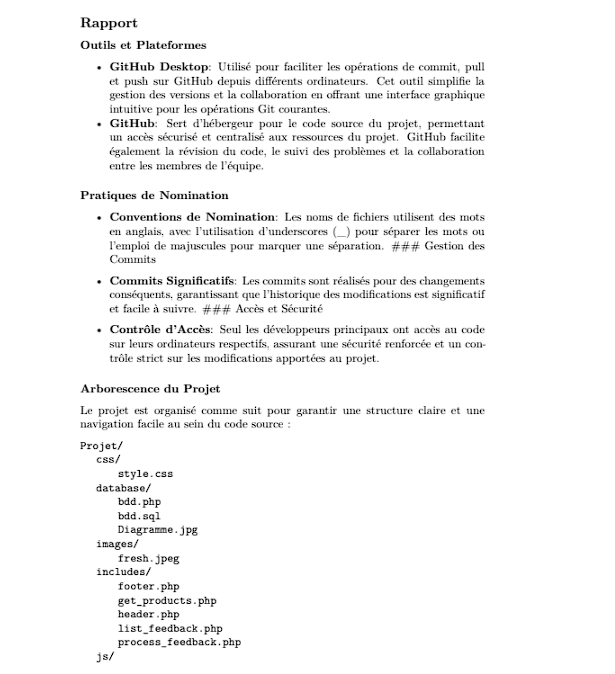 Rapport
Outils et Plateformes
• GitHub Desktop: Utilisé pour faciliter les opérations de commit, pull
et push sur GitHub depuis différents ordinateurs. Cet outil simplifie la
gestion des versions et la collaboration en offrant une interface graphique
intuitive pour les opérations Git courantes.
• GitHub: Sert d'hébergeur pour le code source du projet, permettant
un accès sécurisé et centralisé aux ressources du projet. GitHub facilite
également la révision du code, le suivi des problèmes et la collaboration
entre les membres de l'équipe.
Pratiques de Nomination
• Conventions de Nomination: Les noms de fichiers utilisent des mots
en anglais, avec l'utilisation d'underscores (_) pour séparer les mots ou
l'emploi de majuscules pour marquer une séparation. ### Gestion des
Commits
• Commits Significatifs: Les commits sont réalisés pour des changements
conséquents, garantissant que l'historique des modifications est significatif
et facile à suivre. ### Accès et Sécurité
• Contrôle d'Accès: Seul les développeurs principaux ont accès au code
sur leurs ordinateurs respectifs, assurant une sécurité renforcée et un con-
trôle strict sur les modifications apportées au projet.
Arborescence du Projet
Le projet est organisé comme suit pour garantir une structure claire et une
navigation facile au sein du code source :
Projet/
css/
style.css
database/
bdd.php
bdd.sql
Diagramme.jpg
images/
fresh.jpeg
includes/
footer.php
get_products.php
header.php
list_feedback.php
process_feedback.php
js/